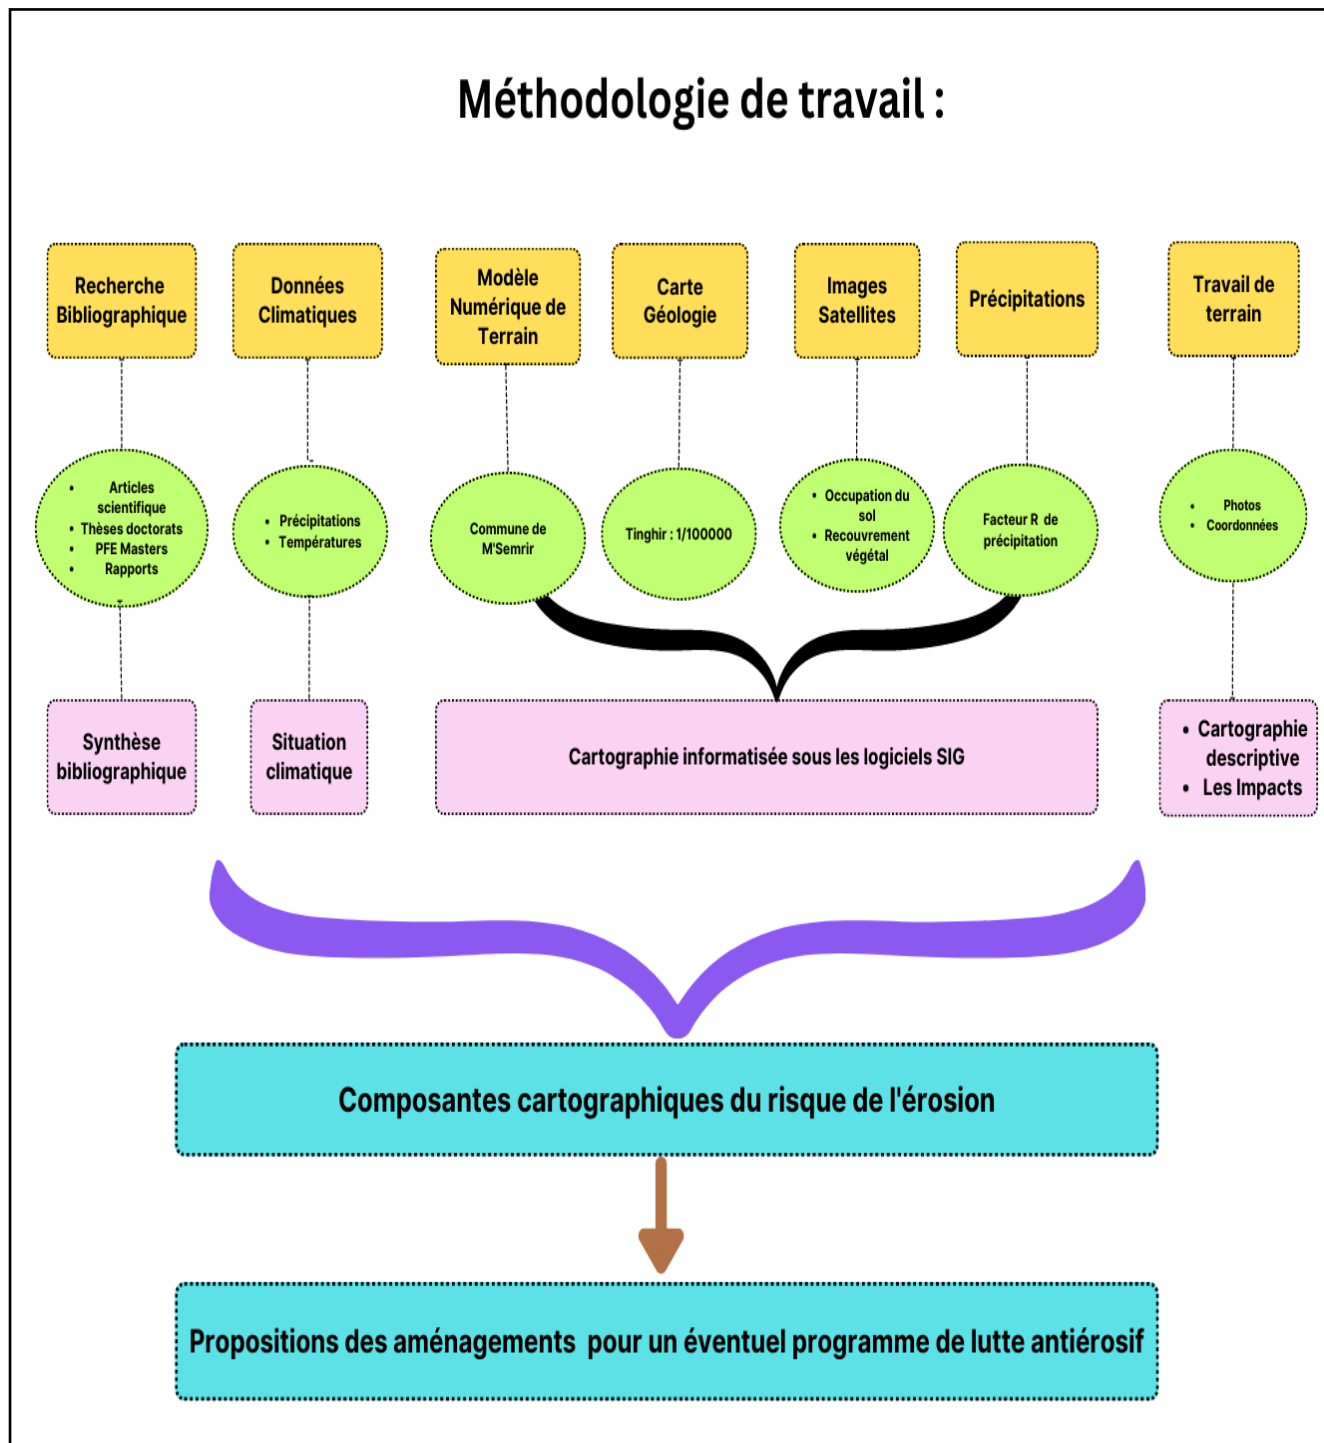 Méthodologie de travail :
Recherche
Bibliographique
Données
Climatiques
Modèle
Numérique de
Terrain
Carte
Géologie
Images
Satellites
Précipitations
Travail de
terrain
• Articles
scientifique
• Thèses doctorats
• PFE Masters
• Rapports
• Précipitations
• Températures
Commune de
M'Semrir
Tinghir : 1/100000
• Occupation du
sol
• Recouvrement
végétal
Facteur R de
précipitation
• Photos
• Coordonnées
Synthèse
bibliographique
Situation
climatique
Cartographie informatisée sous les logiciels SIG
• Cartographie
descriptive
• Les Impacts
Composantes cartographiques du risque de l'érosion
Propositions des aménagements pour un éventuel programme de lutte antiérosif